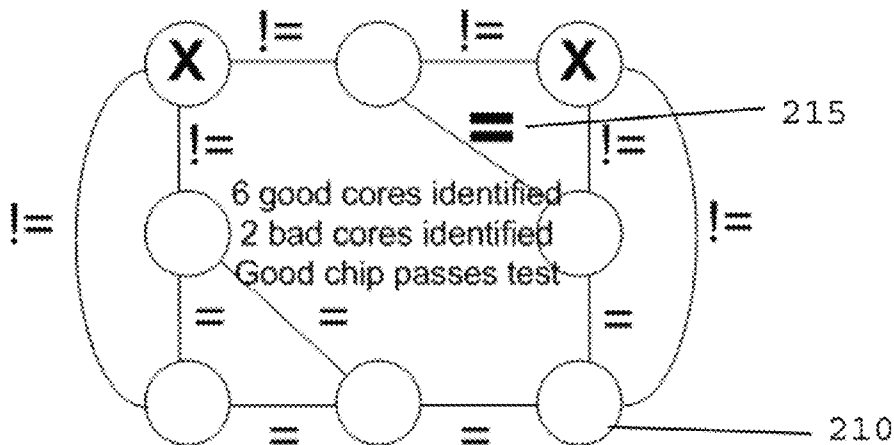 != !=
X X
= 215
!= !=
6 good cores identified
!= 2 bad cores identified !=
Good chip passes test
= = =
= = 210